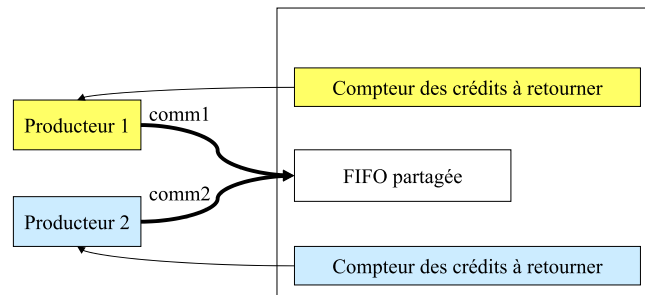 Compteur des crédits à retourner
comm1
Producteur 1
FIFO partagée
comm2
Producteur 2
Compteur des crédits à retourner